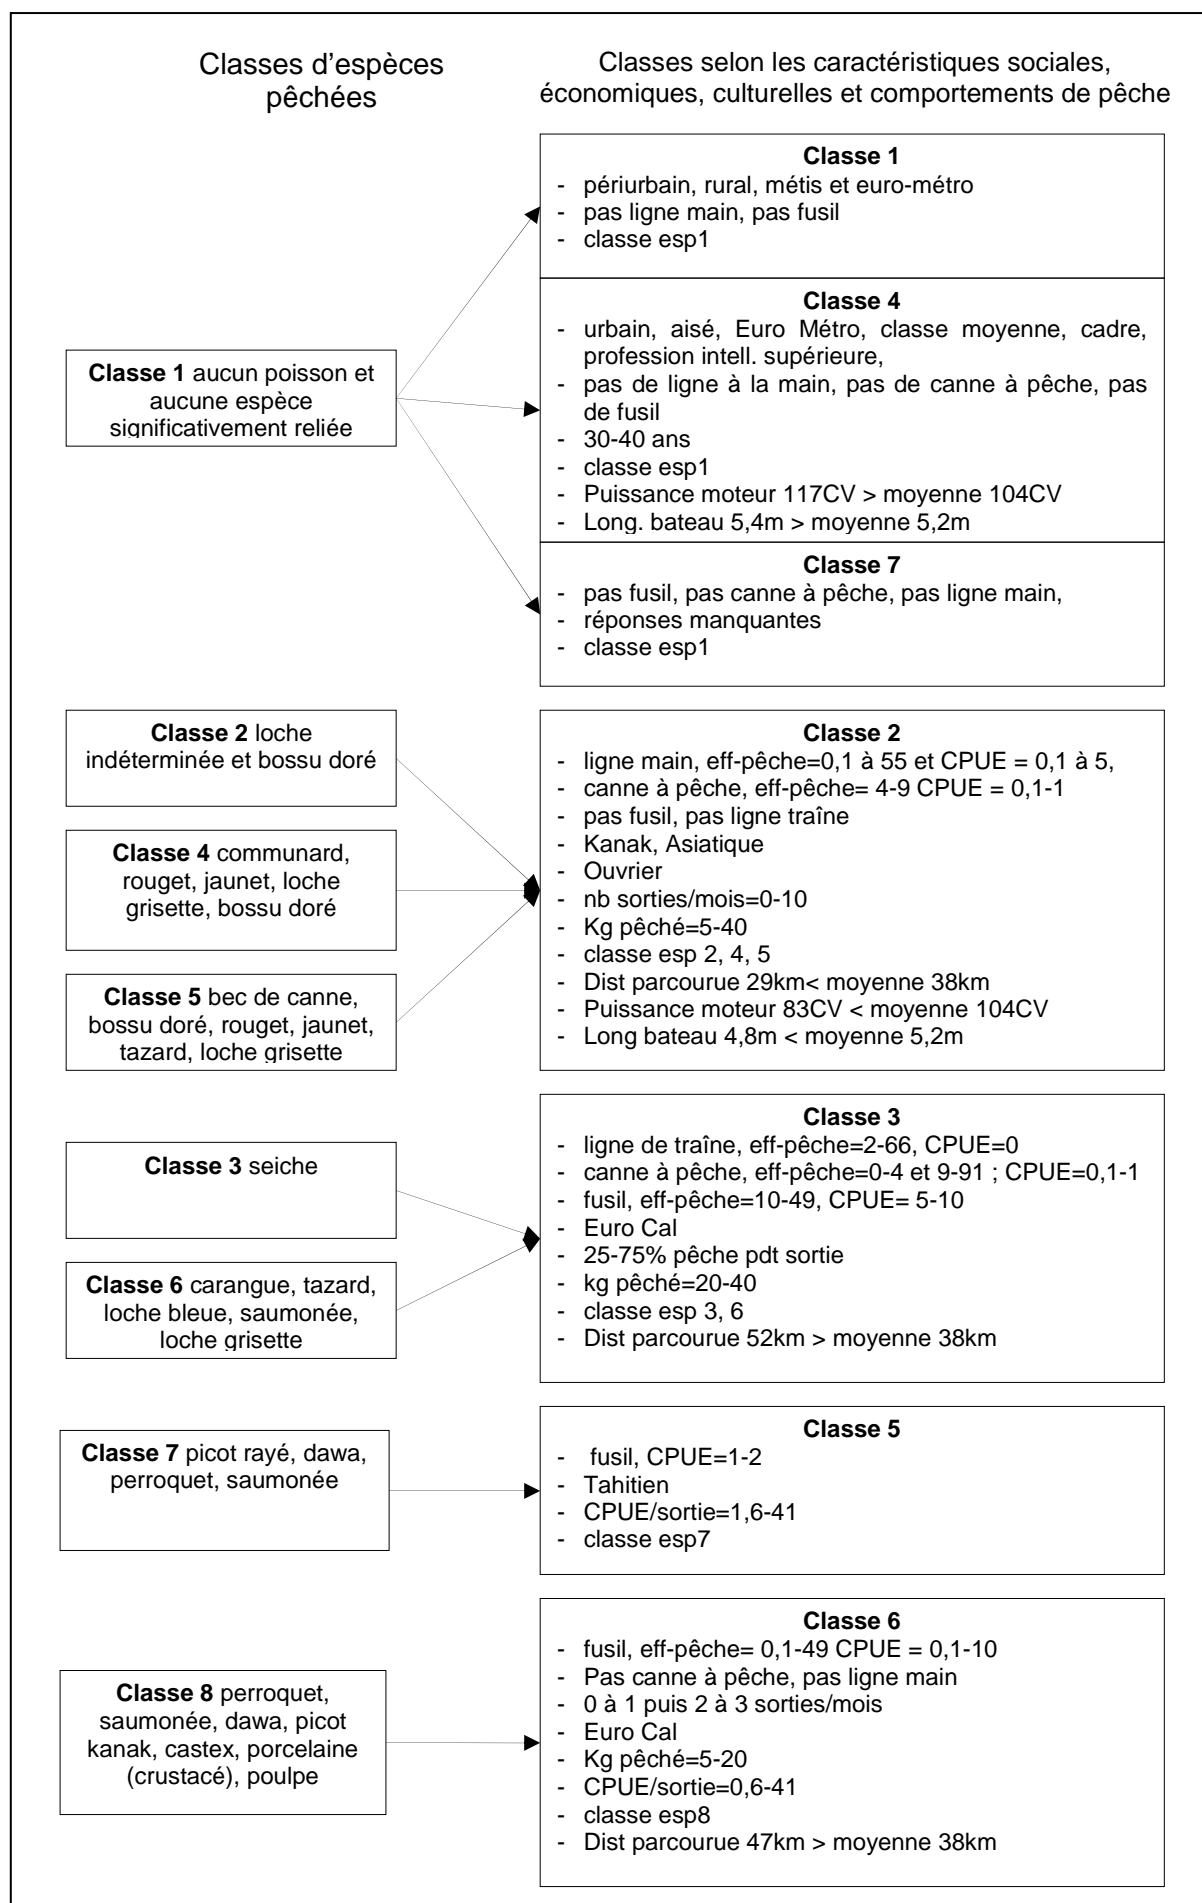 Classes d'espèces
pêchées
Classes selon les caractéristiques sociales,
économiques, culturelles et comportements de pêche
Classe 1 aucun poisson et
aucune espèce
significativement reliée
Classe 1
- périurbain, rural, métis et euro-métro
- pas ligne main, pas fusil
- classe esp1
Classe 4
- urbain, aisé, Euro Métro, classe moyenne, cadre,
profession intell. supérieure,
- pas de ligne à la main, pas de canne à pêche, pas
de fusil
- 30-40 ans
- classe esp1
- Puissance moteur 117CV > moyenne 104CV
- Long. bateau 5,4m > moyenne 5,2m
Classe 7
- pas fusil, pas canne à pêche, pas ligne main,
- réponses manquantes
- classe esp1
Classe 2 loche
indéterminée et bossu doré
Classe 4 communard,
rouget, jaunet, loche
grisette, bossu doré
Classe 5 bec de canne,
bossu doré, rouget, jaunet,
tazard, loche grisette
Classe 2
- ligne main, eff-pêche=0,1 à 55 et CPUE = 0,1 à 5,
- canne à pêche, eff-pêche= 4-9 CPUE = 0,1-1
- pas fusil, pas ligne traîne
- Kanak, Asiatique
- Ouvrier
- nb sorties/mois=0-10
- Kg pêché=5-40
- classe esp 2, 4, 5
- Dist parcourue 29km< moyenne 38km
- Puissance moteur 83CV < moyenne 104CV
- Long bateau 4,8m < moyenne 5,2m
Classe 3 seiche
Classe 6 carangue, tazard,
loche bleue, saumonée,
loche grisette
Classe 3
- ligne de traîne, eff-pêche=2-66, CPUE=0
- canne à pêche, eff-pêche=0-4 et 9-91 ; CPUE=0,1-1
- fusil, eff-pêche=10-49, CPUE= 5-10
- Euro Cal
- 25-75% pêche pdt sortie
- kg pêché=20-40
- classe esp 3, 6
- Dist parcourue 52km > moyenne 38km
Classe 7 picot rayé, dawa,
perroquet, saumonée
Classe 5
- fusil, CPUE=1-2
- Tahitien
- CPUE/sortie=1,6-41
- classe esp7
Classe 8 perroquet,
saumonée, dawa, picot
kanak, castex, porcelaine
(crustacé), poulpe
Classe 6
- fusil, eff-pêche= 0,1-49 CPUE = 0,1-10
- Pas canne à pêche, pas ligne main
- 0 à 1 puis 2 à 3 sorties/mois
- Euro Cal
- Kg pêché=5-20
- CPUE/sortie=0,6-41
- classe esp8
- Dist parcourue 47km > moyenne 38km